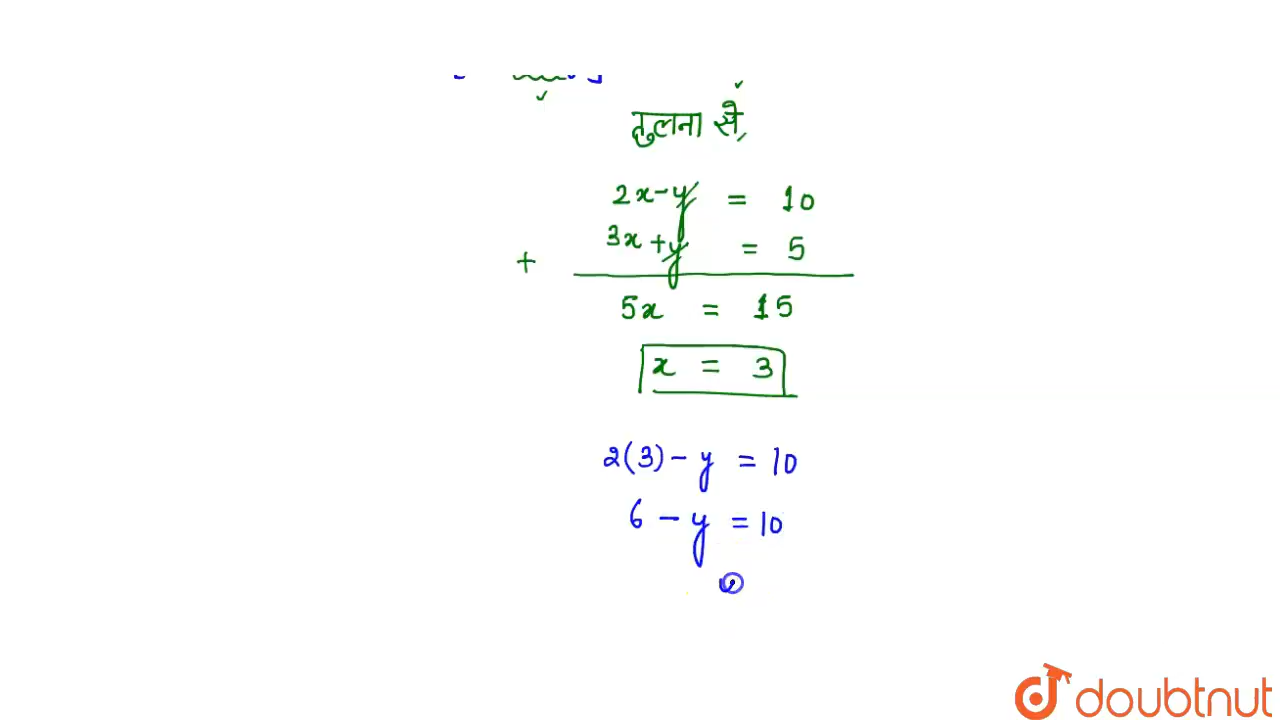 तुलना से,
2x - y = 10
+ 3x + y = 5
5x = 15
x = 3
2(3) - y = 10
6 - y = 10
doubtnut